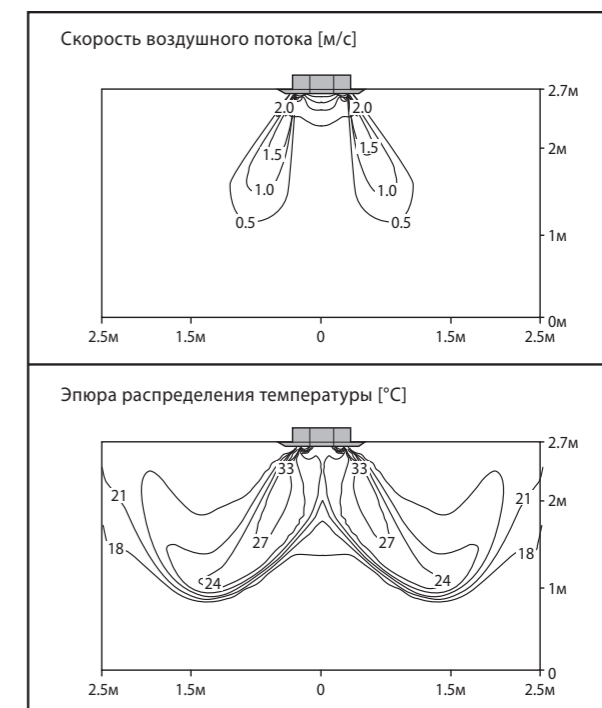 Скорость воздушного потока [м/с]
2.7м
2.0 2.0
2м
1.5 1.5
1.0 1.0
0.5 0.5
1м
0м
2.5м 1.5м 0 1.5м 2.5м
Эпюра распределения температуры [°C]
2.7м
33 33
21 21
2м
27 27
18 18
24 24
1м
0
2.5м 1.5м 0 1.5м 2.5м